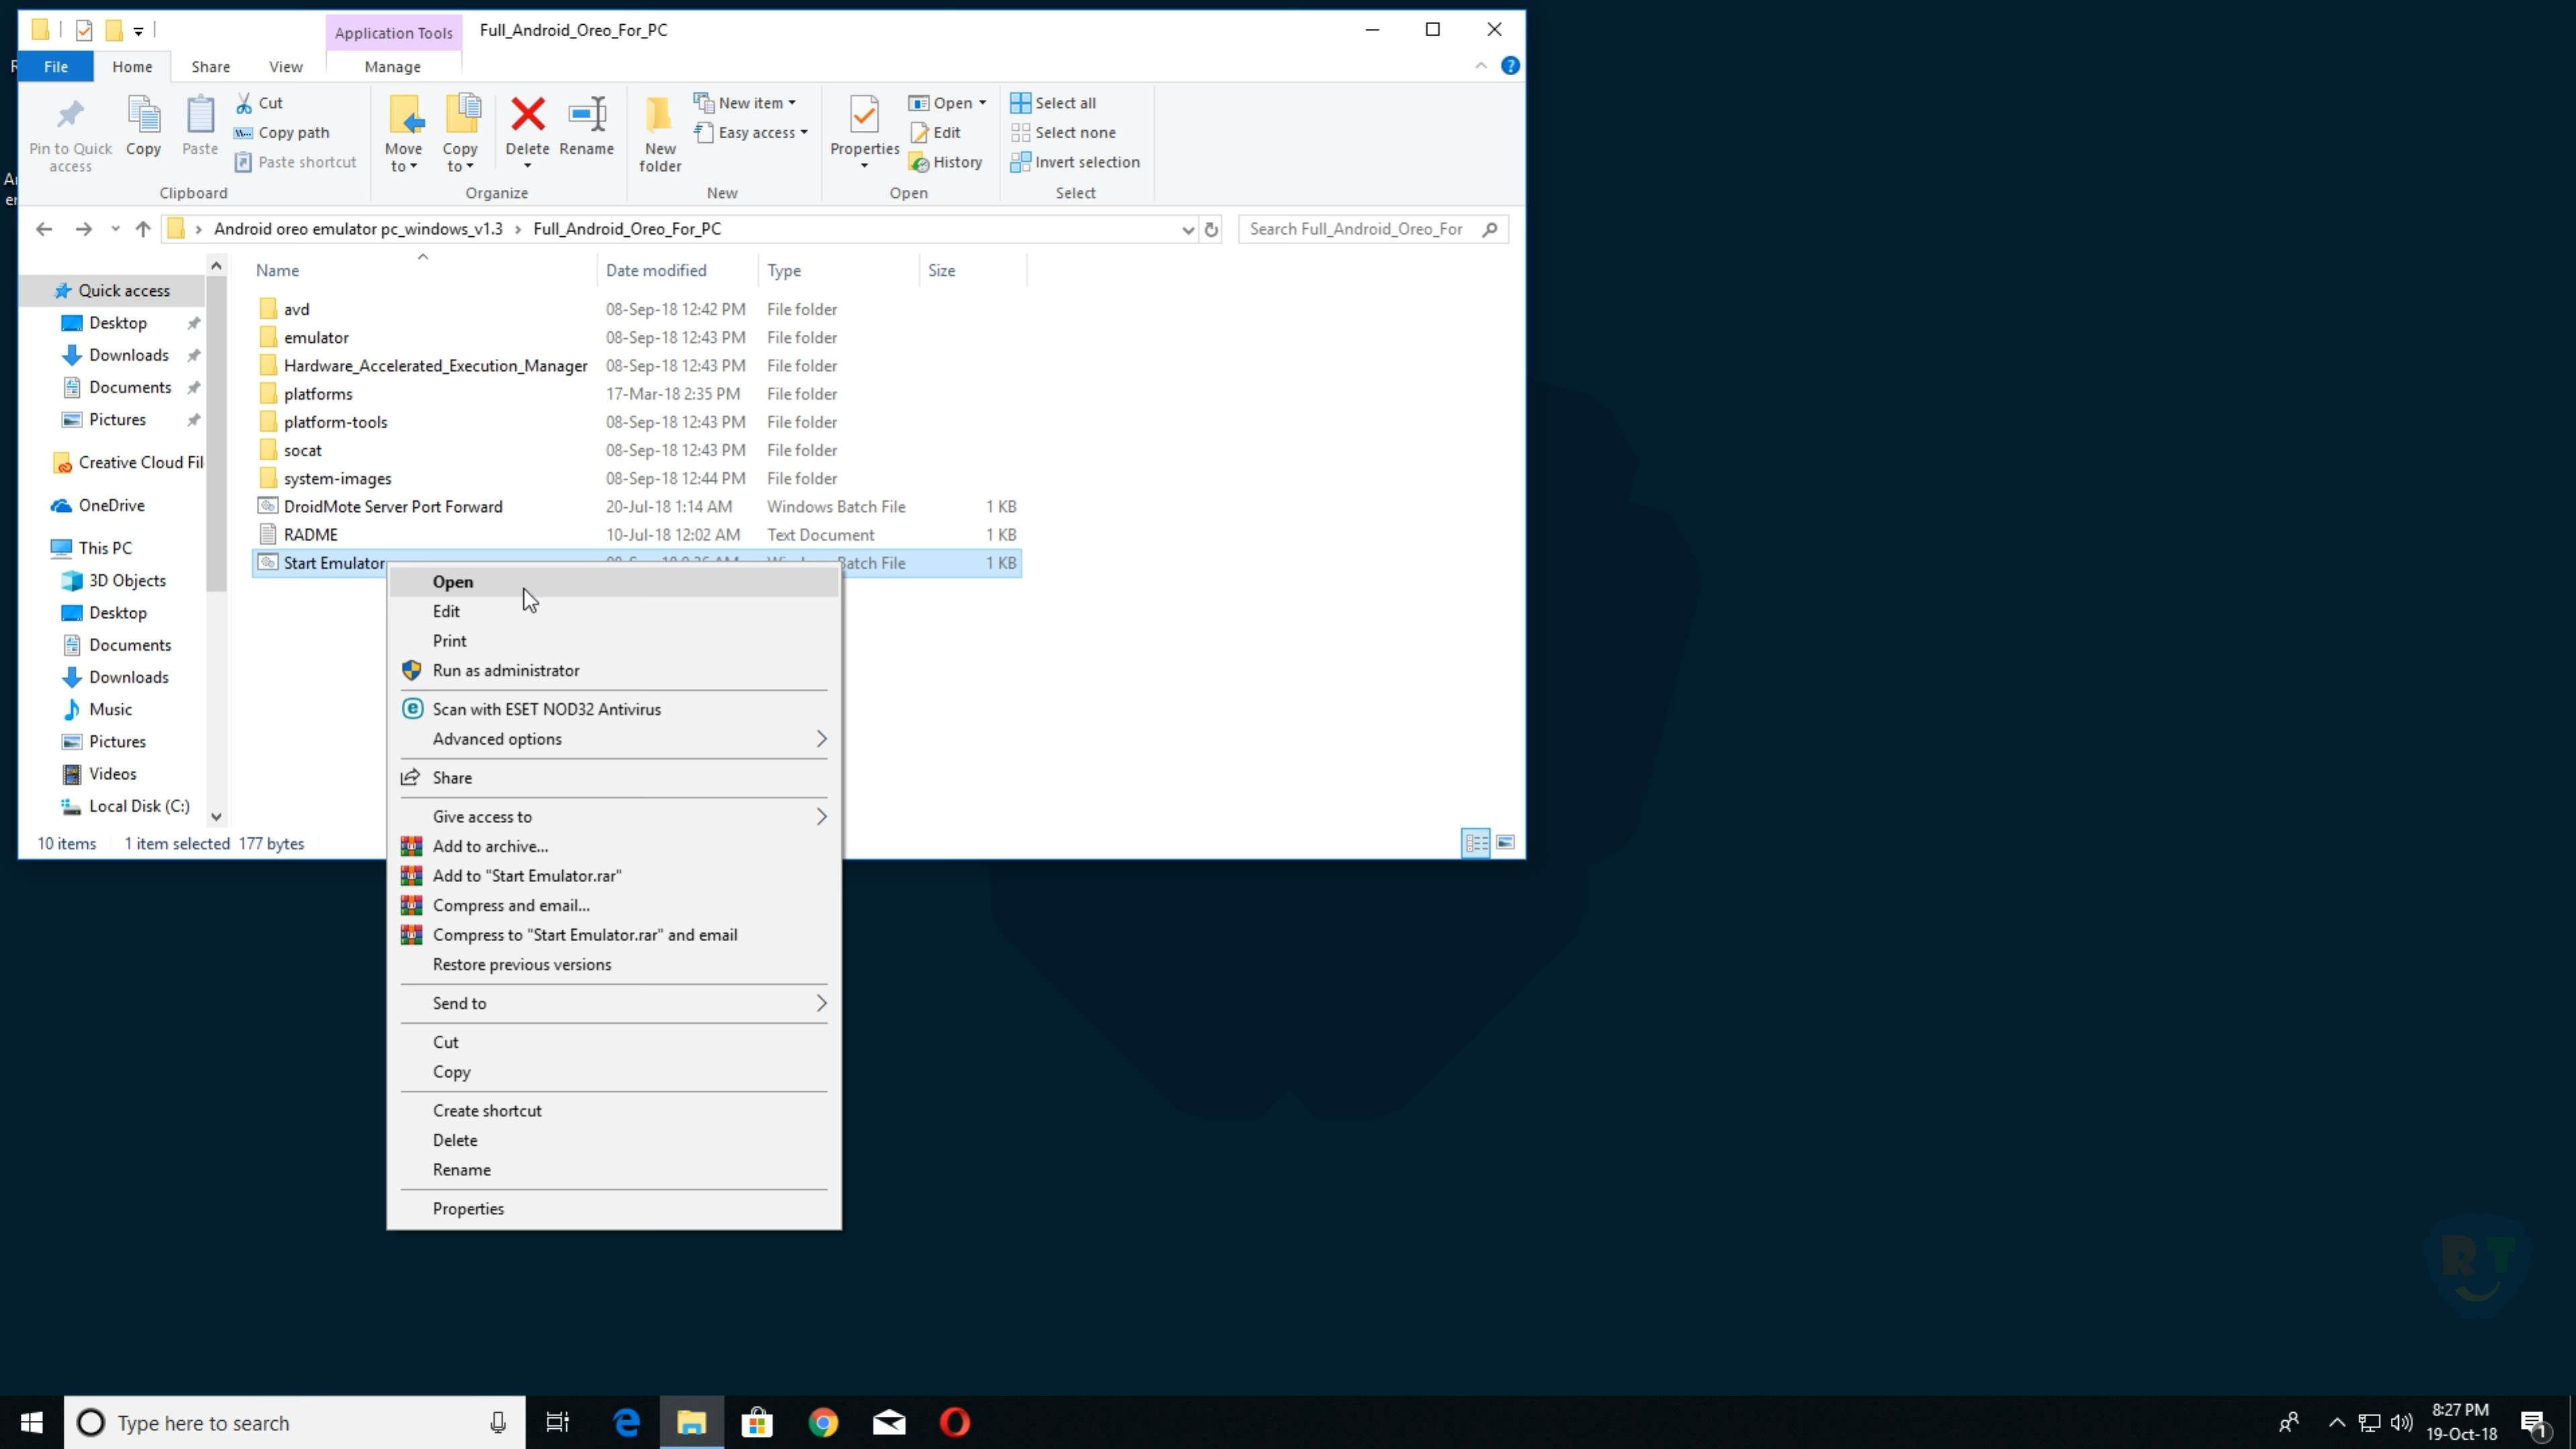 Application Tools
Full_Android_Oreo_For_PC
File
Home
Share
View
Manage
Pin to Quick
access
Copy
Paste
Cut
Copy path
Paste shortcut
Clipboard
Move
to
Copy
to
Delete
Rename
Organize
New
folder
New item
Easy access
New
Properties
Open
Edit
History
Open
Select all
Select none
Invert selection
Select
Android oreo emulator pc_windows_v1.3 > Full_Android_Oreo_For_PC
Search Full_Android_Oreo_For
Name Date modified Type Size
Quick access
Desktop
Downloads
Documents
Pictures
Creative Cloud Fil
OneDrive
This PC
3D Objects
Desktop
Documents
Downloads
Music
Pictures
Videos
Local Disk (C:)
avd 08-Sep-18 12:42 PM File folder
emulator 08-Sep-18 12:43 PM File folder
Hardware_Accelerated_Execution_Manager 08-Sep-18 12:43 PM File folder
platforms 17-Mar-18 2:35 PM File folder
platform-tools 08-Sep-18 12:43 PM File folder
socat 08-Sep-18 12:43 PM File folder
system-images 08-Sep-18 12:44 PM File folder
DroidMote Server Port Forward 20-Jul-18 1:14 AM Windows Batch File 1 KB
RADME 10-Jul-18 12:02 AM Text Document 1 KB
Start Emulator Batch File 1 KB
Open
Edit
Print
Run as administrator
Scan with ESET NOD32 Antivirus
Advanced options
Share
Give access to
Add to archive...
Add to "Start Emulator.rar"
Compress and email...
Compress to "Start Emulator.rar" and email
Restore previous versions
Send to
Cut
Copy
Create shortcut
Delete
Rename
Properties
10 items 1 item selected 177 bytes
RT
Type here to search
8:27 PM
19-Oct-18
1